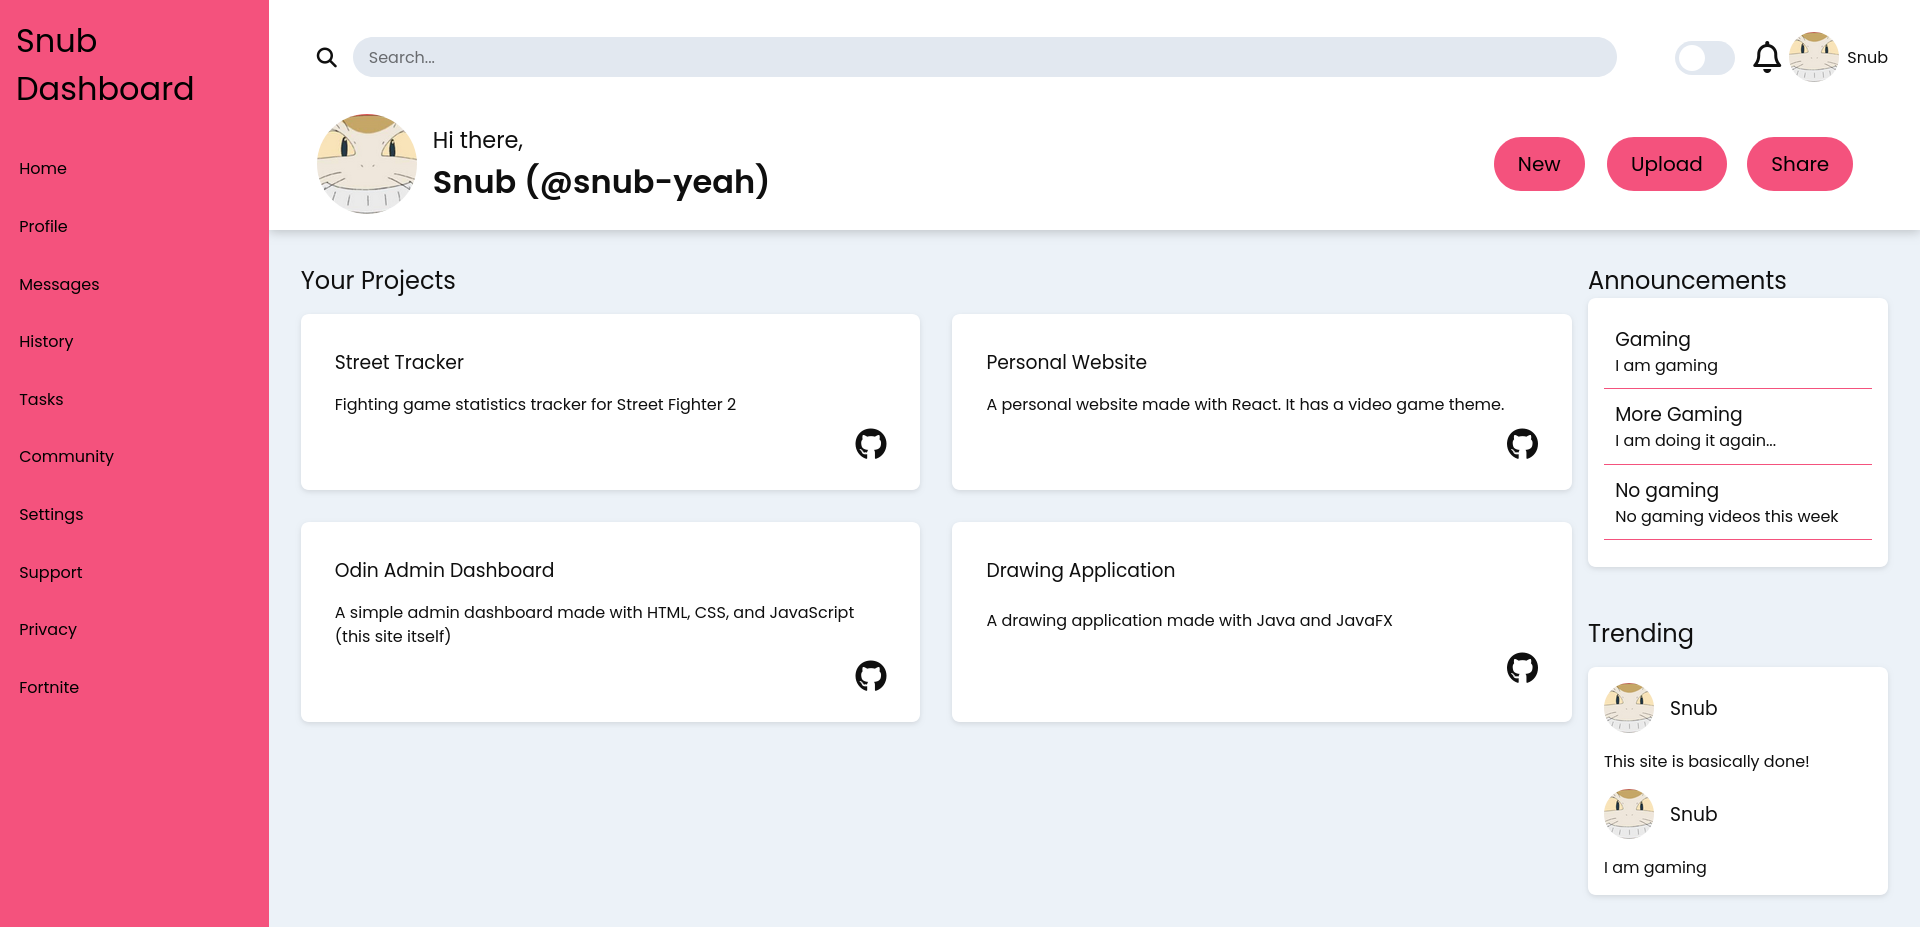 Snub
Dashboard
Home
Profile
Messages
History
Tasks
Community
Settings
Support
Privacy
Fortnite
Search...
Snub
Hi there,
Snub (@snub-yeah)
New
Upload
Share
Your Projects
Street Tracker
Fighting game statistics tracker for Street Fighter 2
Personal Website
A personal website made with React. It has a video game theme.
Odin Admin Dashboard
A simple admin dashboard made with HTML, CSS, and JavaScript
(this site itself)
Drawing Application
A drawing application made with Java and JavaFX
Announcements
Gaming
I am gaming
More Gaming
I am doing it again...
No gaming
No gaming videos this week
Trending
Snub
This site is basically done!
Snub
I am gaming